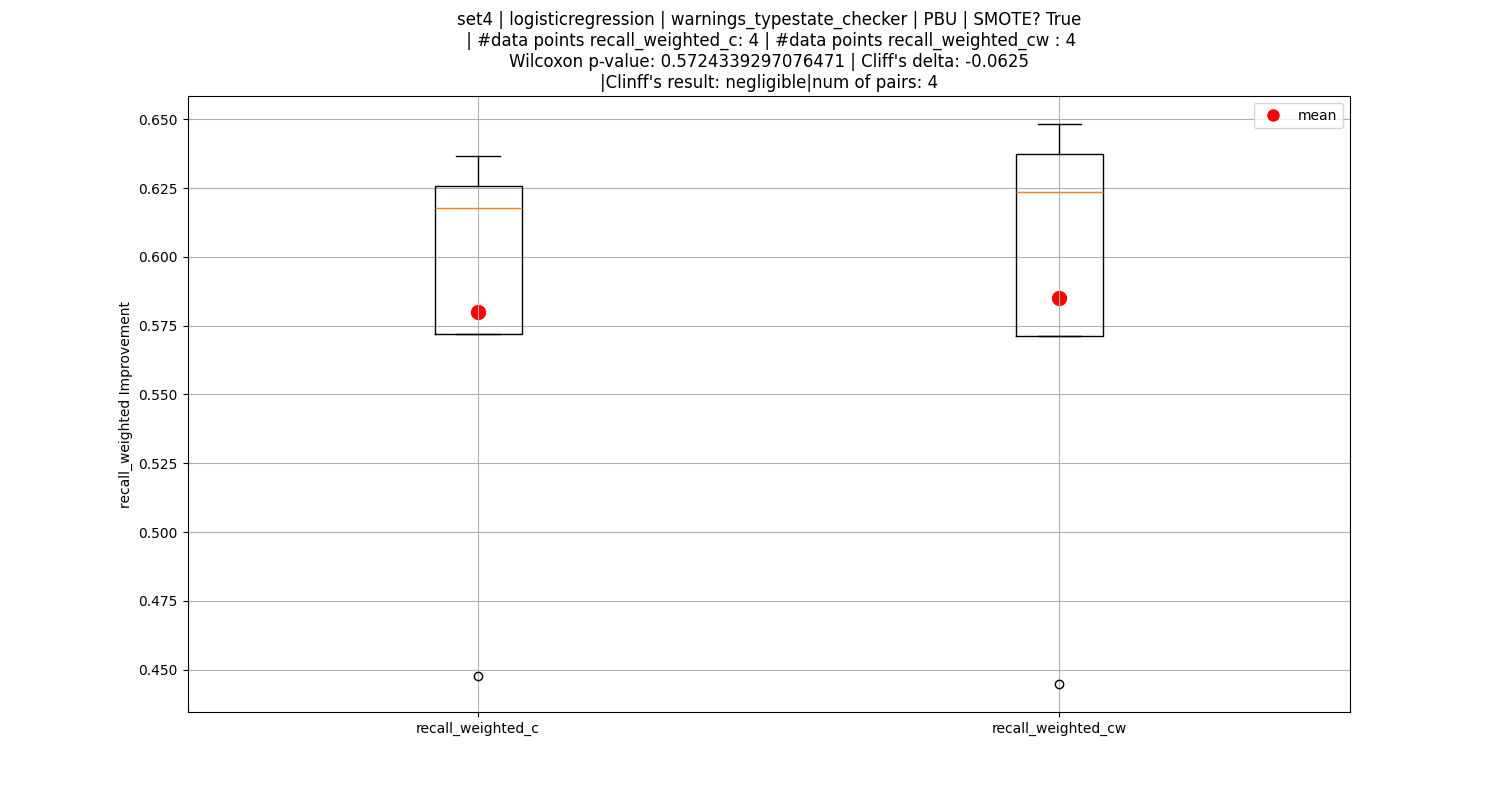 set4 | logisticregression | warnings_typestate_checker | PBU | SMOTE? True
| #data points recall_weighted_c: 4 | #data points recall_weighted_cw : 4
Wilcoxon p-value: 0.5724339297076471 | Cliff's delta: -0.0625
|Clinff's result: negligible|num of pairs: 4
mean
0.650
0.625
0.600
0.575
0.550
0.525
0.500
0.475
0.450
recall_weighted Improvement
recall_weighted_c
recall_weighted_cw